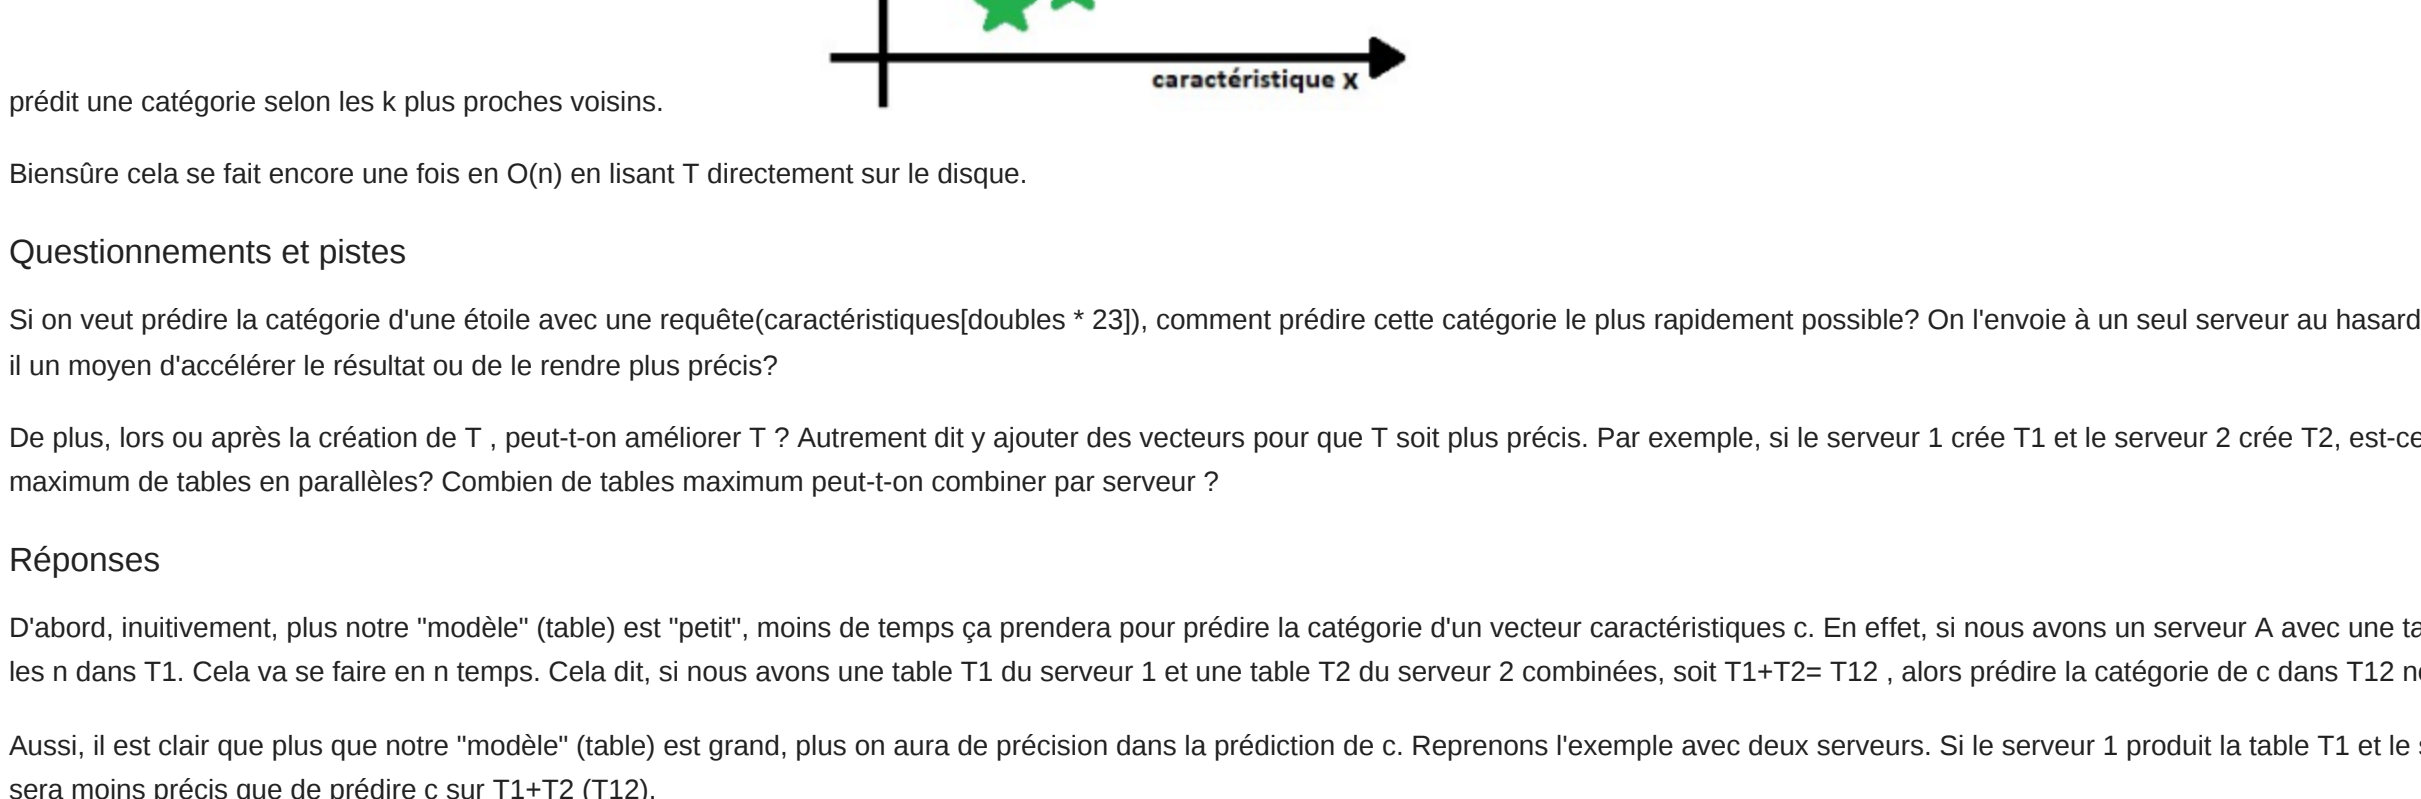 caractéristique x
prédit une catégorie selon les k plus proches voisins.
Biensûre cela se fait encore une fois en O(n) en lisant T directement sur le disque.
Questionnements et pistes
Si on veut prédire la catégorie d'une étoile avec une requête(caractéristiques[doubles * 23]), comment prédire cette catégorie le plus rapidement possible? On l'envoie à un seul serveur au hasard
il un moyen d'accélérer le résultat ou de le rendre plus précis?
De plus, lors ou après la création de T , peut-t-on améliorer T ? Autrement dit y ajouter des vecteurs pour que T soit plus précis. Par exemple, si le serveur 1 crée T1 et le serveur 2 crée T2, est-ce
maximum de tables en parallèles? Combien de tables maximum peut-t-on combiner par serveur ?
Réponses
D'abord, inuitivement, plus notre "modèle" (table) est "petit", moins de temps ça prendera pour prédire la catégorie d'un vecteur caractéristiques c. En effet, si nous avons un serveur A avec une ta
les n dans T1. Cela va se faire en n temps. Cela dit, si nous avons une table T1 du serveur 1 et une table T2 du serveur 2 combinées, soit T1+T2= T12 , alors prédire la catégorie de c dans T12 n
Aussi, il est clair que plus que notre "modèle" (table) est grand, plus on aura de précision dans la prédiction de c. Reprenons l'exemple avec deux serveurs. Si le serveur 1 produit la table T1 et le
sera moins précis que de prédire c sur T1+T2 (T12).